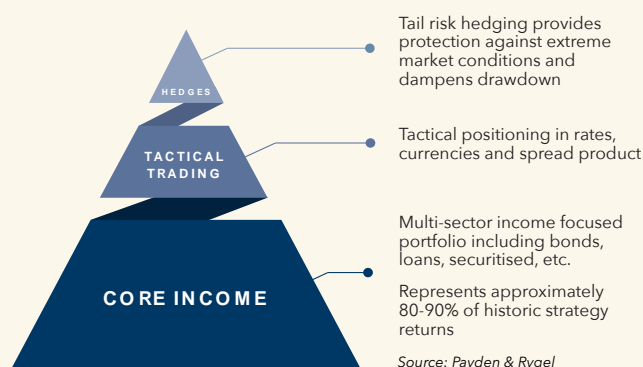 HEDGES
Tail risk hedging provides
protection against extreme
market conditions and
dampens drawdown
TACTICAL
TRADING
Tactical positioning in rates,
currencies and spread product
CORE INCOME
Multi-sector income focused
portfolio including bonds,
loans, securitised, etc.
Represents approximately
80-90% of historic strategy
returns
Source: Payden & Rygel